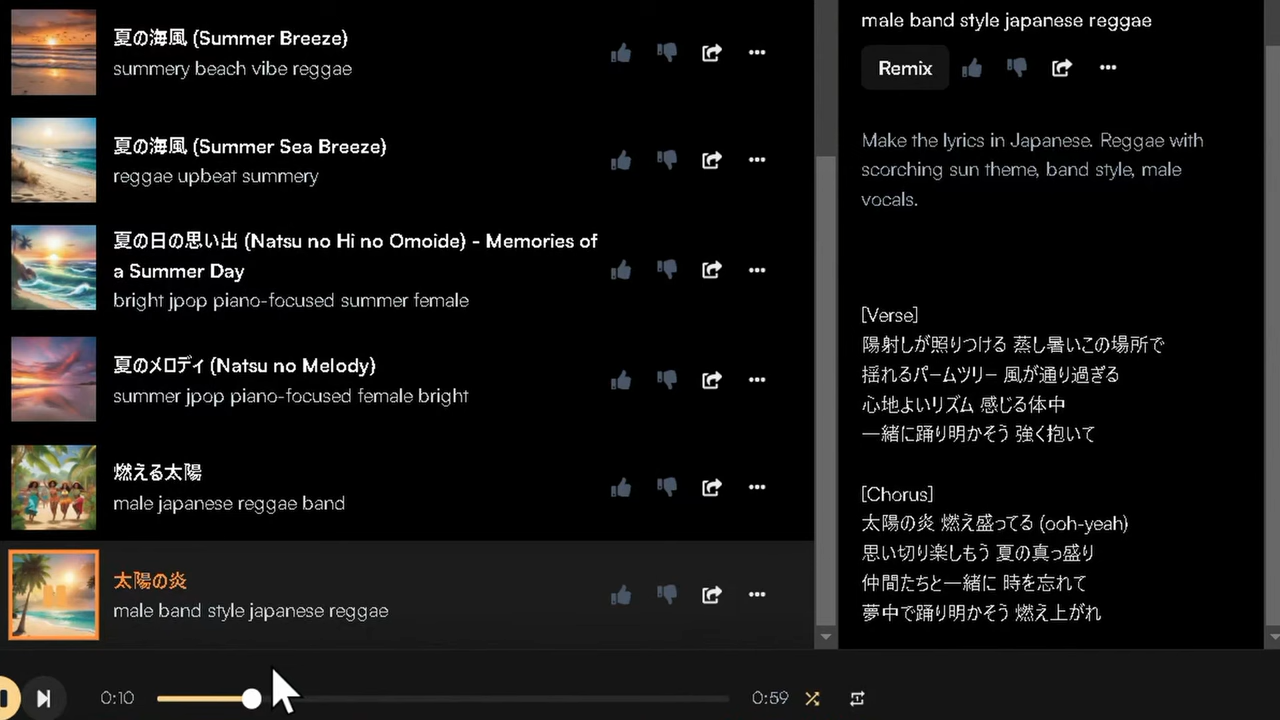 夏の海風 (Summer Breeze)
summery beach vibe reggae
夏の海風 (Summer Sea Breeze)
reggae upbeat summery
夏の日の思い出 (Natsu no Hi no Omoide) - Memories of
a Summer Day
bright jpop piano-focused summer female
夏のメロディ (Natsu no Melody)
summer jpop piano-focused female bright
燃える太陽
male japanese reggae band
太陽の炎
male band style japanese reggae
male band style japanese reggae
Remix
Make the lyrics in Japanese. Reggae with
scorching sun theme, band style, male
vocals.
[Verse]
陽射しが照りつける 蒸し暑いこの場所で
揺れるパームツリー 風が通り過ぎる
心地よいリズム 感じる体中
一緒に踊り明かそう 強く抱いて
[Chorus]
太陽の炎 燃え盛ってる (ooh-yeah)
思い切り楽しもう 夏の真っ盛り
仲間たちと一緒に 時を忘れて
夢中で踊り明かそう 燃え上がれ
0:10
0:59